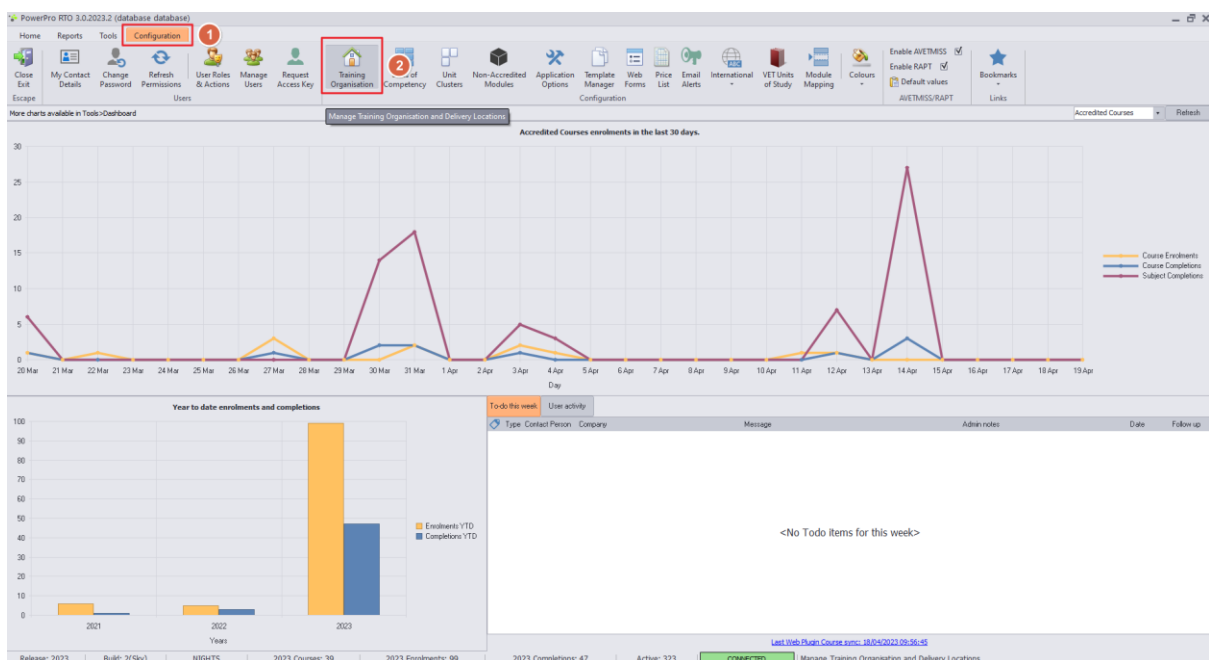 PowerPro RTO 3.0.2023.2 (database database)
Home Reports Tools Configuration 1
Close Exit
My Contact Details
Change Password
Refresh Permissions
User Roles & Actions
Manage Users
Request Access Key
Training Organisation
2
of Competency
Unit Clusters
Non-Accredited Modules
Application Options
Template Manager
Web Forms
Price List
Email Alerts
International
VET Units of Study
Module Mapping
Colours
Enable AVETMISS
Enable RAPT
Default values
Bookmarks
Escape Users Configuration AVETMISS/RAPT Links
More charts available in Tools>Dashboard
Manage Training Organisation and Delivery Locations
Accredited Courses Refresh
Accredited Courses enrolments in the last 30 days.
30
25
20
15
10
5
0
Course Enrolments
Course Completions
Subject Completions
20 Mar 21 Mar 22 Mar 23 Mar 24 Mar 25 Mar 26 Mar 27 Mar 28 Mar 29 Mar 30 Mar 31 Mar 1 Apr 2 Apr 3 Apr 4 Apr 5 Apr 6 Apr 7 Apr 8 Apr 9 Apr 10 Apr 11 Apr 12 Apr 13 Apr 14 Apr 15 Apr 16 Apr 17 Apr 18 Apr 19 Apr
Day
Year to date enrolments and completions
100
90
80
70
60
50
40
30
20
10
0
2021 2022 2023
Years
Enrolments YTD
Completions YTD
To-do this week User activity
Type Contact Person Company Message Admin notes Date Follow up
<No Todo items for this week>
Last Web Plugin Course sync: 18/04/2023 09:56:45
Release: 2023 Build: 2(Sky) NIGHTS 2023 Courses: 39 2023 Enrolments: 99 2023 Completions: 47 Active: 323 CONNECTED Manage Training Organisation and Delivery Locations